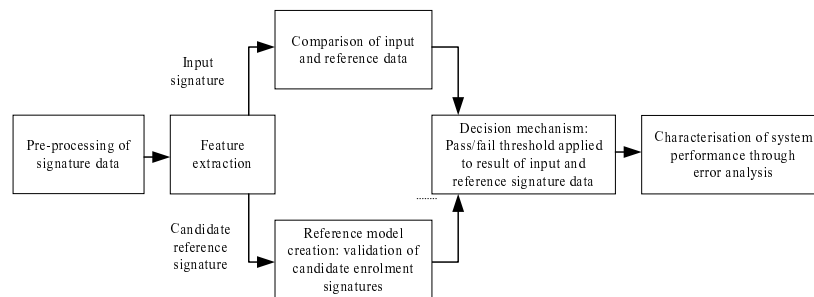 Comparison of input
and reference data
Input
signature
Pre-processing of
signature data
Feature
extraction
Decision mechanism:
Pass/fail threshold applied
to result of input and
reference signature data
Characterisation of system
performance through
error analysis
Candidate
reference
signature
Reference model
creation: validation of
candidate enrolment
signatures